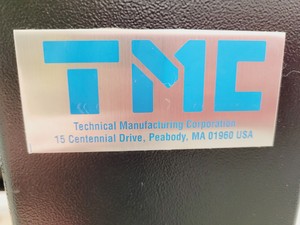 TMC
Technical Manufacturing Corporation
15 Centennial Drive, Peabody, MA 01960 USA